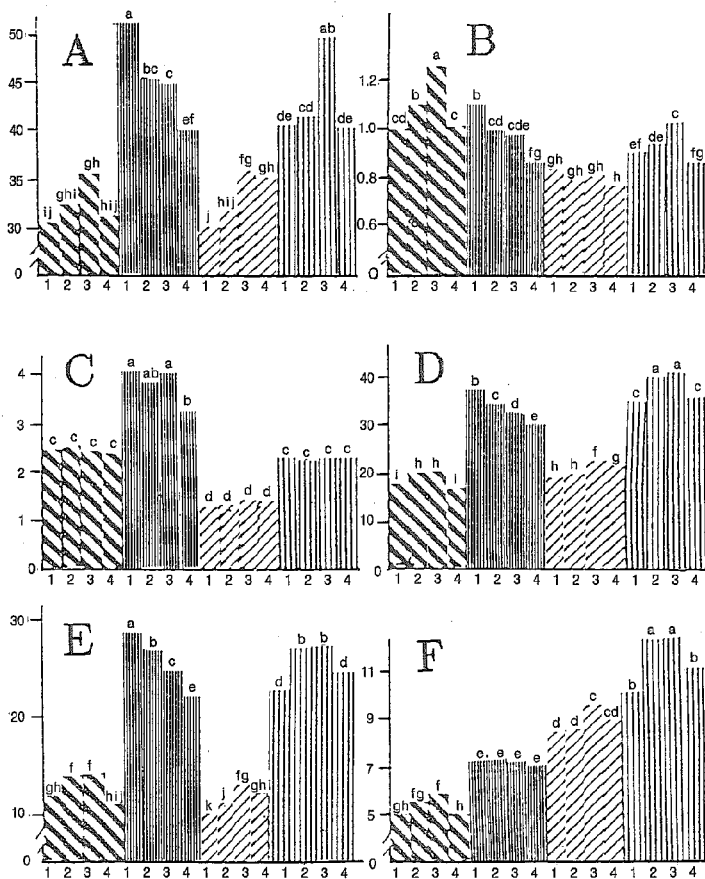 A
50
45
40
35
30
0
ij ghi gh hij a bc c ef j hij fg gh de cd ab de
1 2 3 4 1 2 3 4 1 2 3 4 1 2 3 4
B
1.2
1.0
0.8
0.6
0
cd b a c b cd cde fg gh gh gh h ef de c fg
1 2 3 4 1 2 3 4 1 2 3 4 1 2 3 4
C
4
3
2
1
0
c c c c a ab a b d d d d c c c c
1 2 3 4 1 2 3 4 1 2 3 4 1 2 3 4
D
40
30
20
10
0
i h h i b c d e h h f g c a a c
1 2 3 4 1 2 3 4 1 2 3 4 1 2 3 4
E
30
20
10
0
gh f f hij a b c e k j fg ghi d b b d
1 2 3 4 1 2 3 4 1 2 3 4 1 2 3 4
F
11
9
7
5
0
gh fg f h e e e e d d c cd b a a b
1 2 3 4 1 2 3 4 1 2 3 4 1 2 3 4